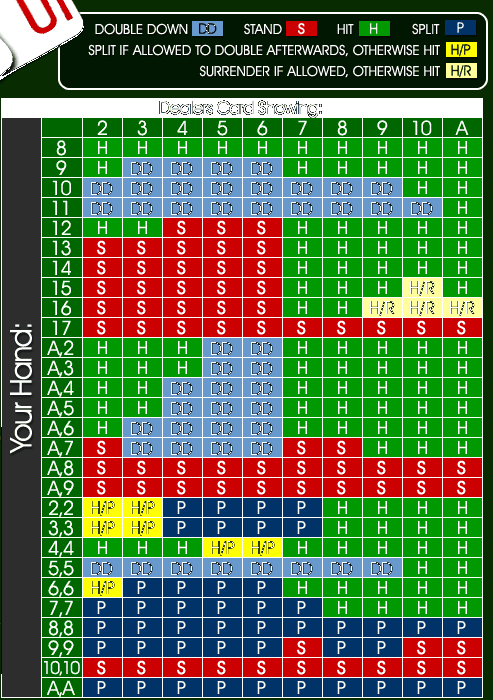 DOUBLE DOWN DD STAND S HIT H SPLIT P
SPLIT IF ALLOWED TO DOUBLE AFTERWARDS, OTHERWISE HIT H/P
SURRENDER IF ALLOWED, OTHERWISE HIT H/R
Dealers Card Showing:
2 3 4 5 6 7 8 9 10 A
8 H H H H H H H H H H
9 H DD DD DD DD H H H H H
10 DD DD DD DD DD DD DD DD H H
11 DD DD DD DD DD DD DD DD DD H
12 H H S S S H H H H H
13 S S S S S H H H H H
14 S S S S S H H H H H
15 S S S S S H H H H/R H
16 S S S S S H H H/R H/R H/R
17 S S S S S S S S S S
A,2 H H H DD DD H H H H H
A,3 H H H DD DD H H H H H
A,4 H H DD DD DD H H H H H
A,5 H H DD DD DD H H H H H
A,6 H DD DD DD DD H H H H H
A,7 S DD DD DD DD S S H H H
A,8 S S S S S S S S S S
A,9 S S S S S S S S S S
2,2 H/P H/P P P P P H H H H
3,3 H/P H/P P P P P H H H H
4,4 H H H H/P H/P H H H H H
5,5 DD DD DD DD DD DD DD DD H H
6,6 H/P P P P P H H H H H
7,7 P P P P P P H H H H
8,8 P P P P P P P P P P
9,9 P P P P P S P P S S
10,10 S S S S S S S S S S
A,A P P P P P P P P P P
Your Hand: